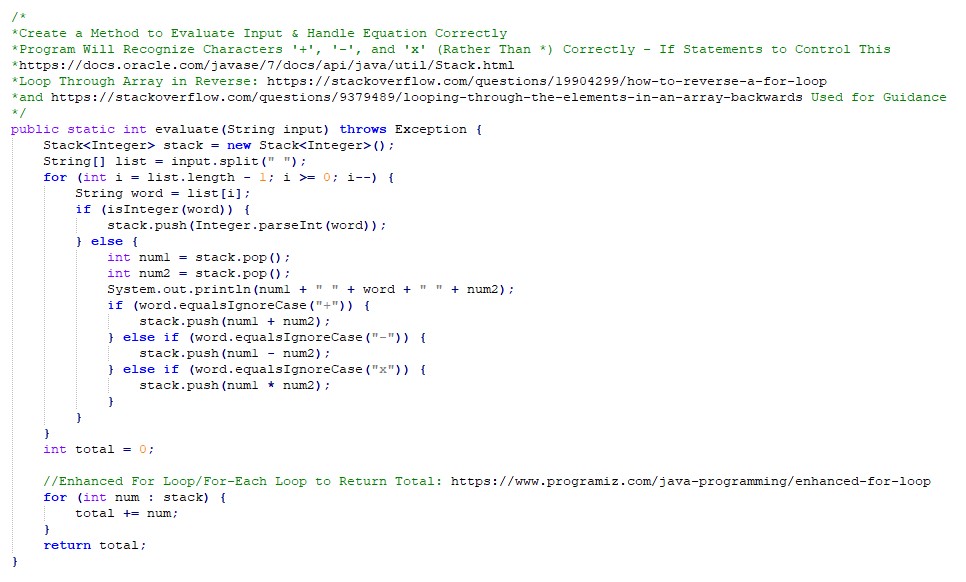 /*
*Create a Method to Evaluate Input & Handle Equation Correctly
*Program Will Recognize Characters '+', '-', and 'x' (Rather Than *) Correctly - If Statements to Control This
*https://docs.oracle.com/javase/7/docs/api/java/util/Stack.html
*Loop Through Array in Reverse: https://stackoverflow.com/questions/19904299/how-to-reverse-a-for-loop
*and https://stackoverflow.com/questions/9379489/looping-through-the-elements-in-an-array-backwards Used for Guidance
*/
public static int evaluate(String input) throws Exception {
    Stack<Integer> stack = new Stack<Integer>();
    String[] list = input.split(" ");
    for (int i = list.length - 1; i >= 0; i--) {
        String word = list[i];
        if (isInteger(word)) {
            stack.push(Integer.parseInt(word));
        } else {
            int num1 = stack.pop();
            int num2 = stack.pop();
            System.out.println(num1 + " " + word + " " + num2);
            if (word.equalsIgnoreCase("+")) {
                stack.push(num1 + num2);
            } else if (word.equalsIgnoreCase("-")) {
                stack.push(num1 - num2);
            } else if (word.equalsIgnoreCase("x")) {
                stack.push(num1 * num2);
            }
        }
    }
    int total = 0;

    //Enhanced For Loop/For-Each Loop to Return Total: https://www.programiz.com/java-programming/enhanced-for-loop
    for (int num : stack) {
        total += num;
    }
    return total;
}